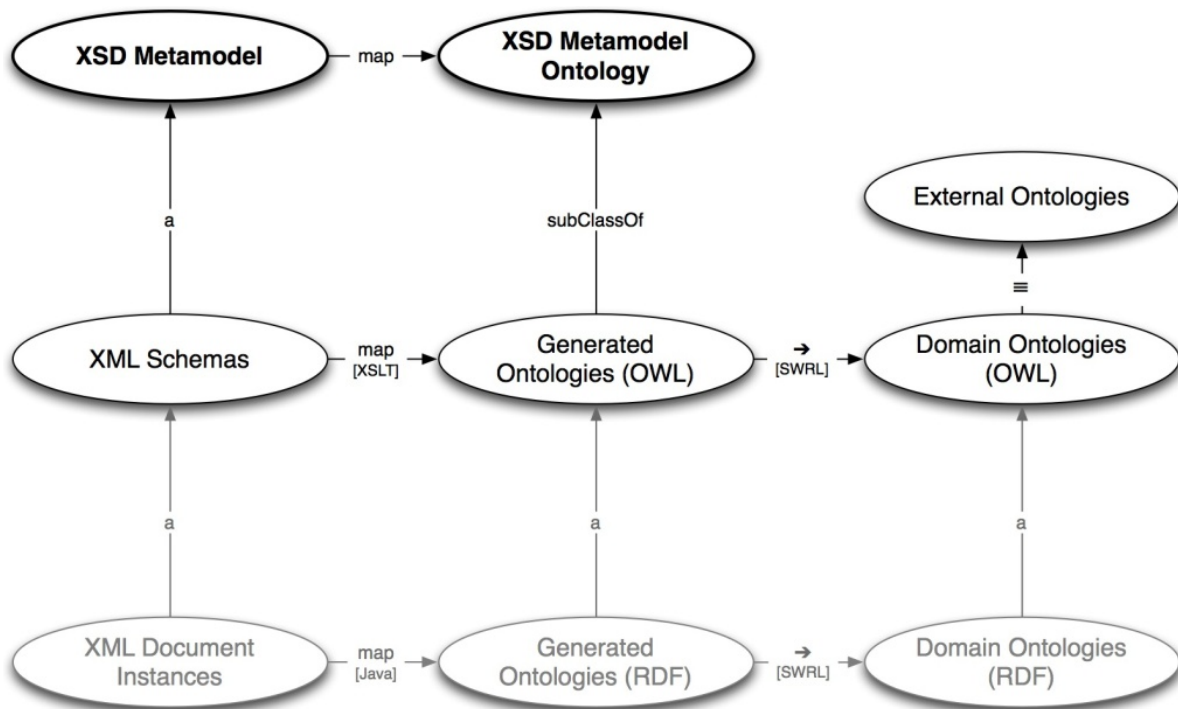 XSD Metamodel
map
XSD Metamodel
Ontology
a
subClassOf
External Ontologies
≡
XML Schemas
map
[XSLT]
Generated
Ontologies (OWL)
➔
[SWRL]
Domain Ontologies
(OWL)
a
a
a
XML Document
Instances
map
[Java]
Generated
Ontologies (RDF)
➔
[SWRL]
Domain Ontologies
(RDF)